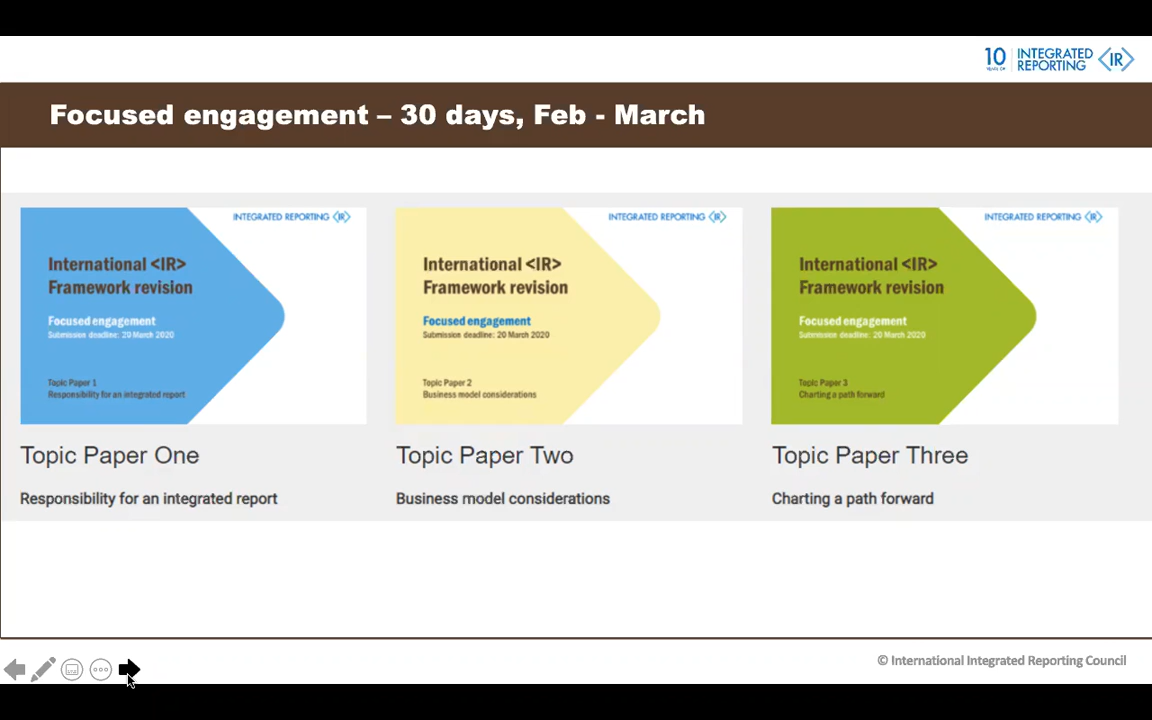 10 INTEGRATED
YEARS OF REPORTING <IR>
Focused engagement – 30 days, Feb - March
INTEGRATED REPORTING <IR>
International <IR>
Framework revision
Focused engagement
Submission deadline: 20 March 2020
Topic Paper 1
Responsibility for an integrated report
Topic Paper One
Responsibility for an integrated report
INTEGRATED REPORTING <IR>
International <IR>
Framework revision
Focused engagement
Submission deadline: 20 March 2020
Topic Paper 2
Business model considerations
Topic Paper Two
Business model considerations
INTEGRATED REPORTING <IR>
International <IR>
Framework revision
Focused engagement
Submission deadline: 20 March 2020
Topic Paper 3
Charting a path forward
Topic Paper Three
Charting a path forward
© International Integrated Reporting Council